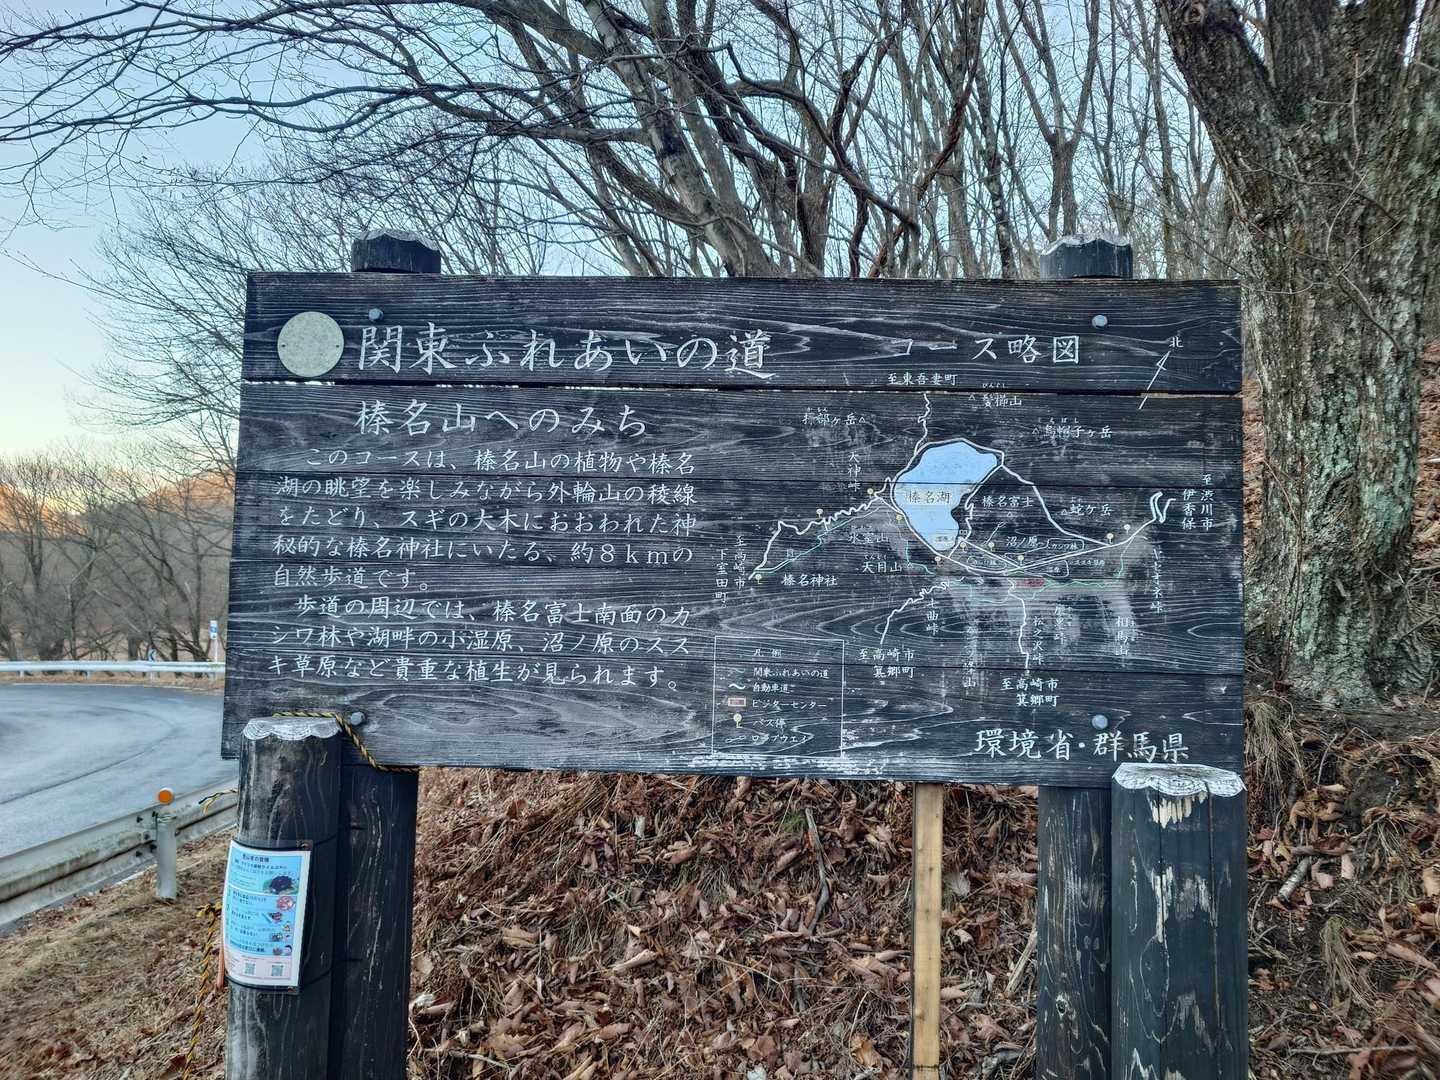 関東ふれあいの道
榛名山へのみち
このコースは、榛名山の植物や榛名
湖の眺望を楽しみながら外輪山の稜線
をたどり、スギの大木におおわれた神
秘的な榛名神社にいたる、約8kmの
自然歩道です。
歩道の周辺では、榛名富士南面のカ
シワ林や湖畔の小湿原、沼ノ原のスス
キ草原など貴重な植生が見られます。
コース略図
北
至東吾妻町
鬢櫛山
掃部ヶ岳
烏帽子ヶ岳
天神峠
榛名湖
榛名富士
蛇ヶ岳
至渋川市
伊香保
氷室山
沼ノ原
天目山
至高崎市
下室田町
榛名神社
七曲峠
松之沢峠
相馬山
至高崎市
箕郷町
至高崎市
箕郷町
凡例
関東ふれあいの道
自動車道
ビジターセンター
バス停
ロープウエイ
環境省・群馬県